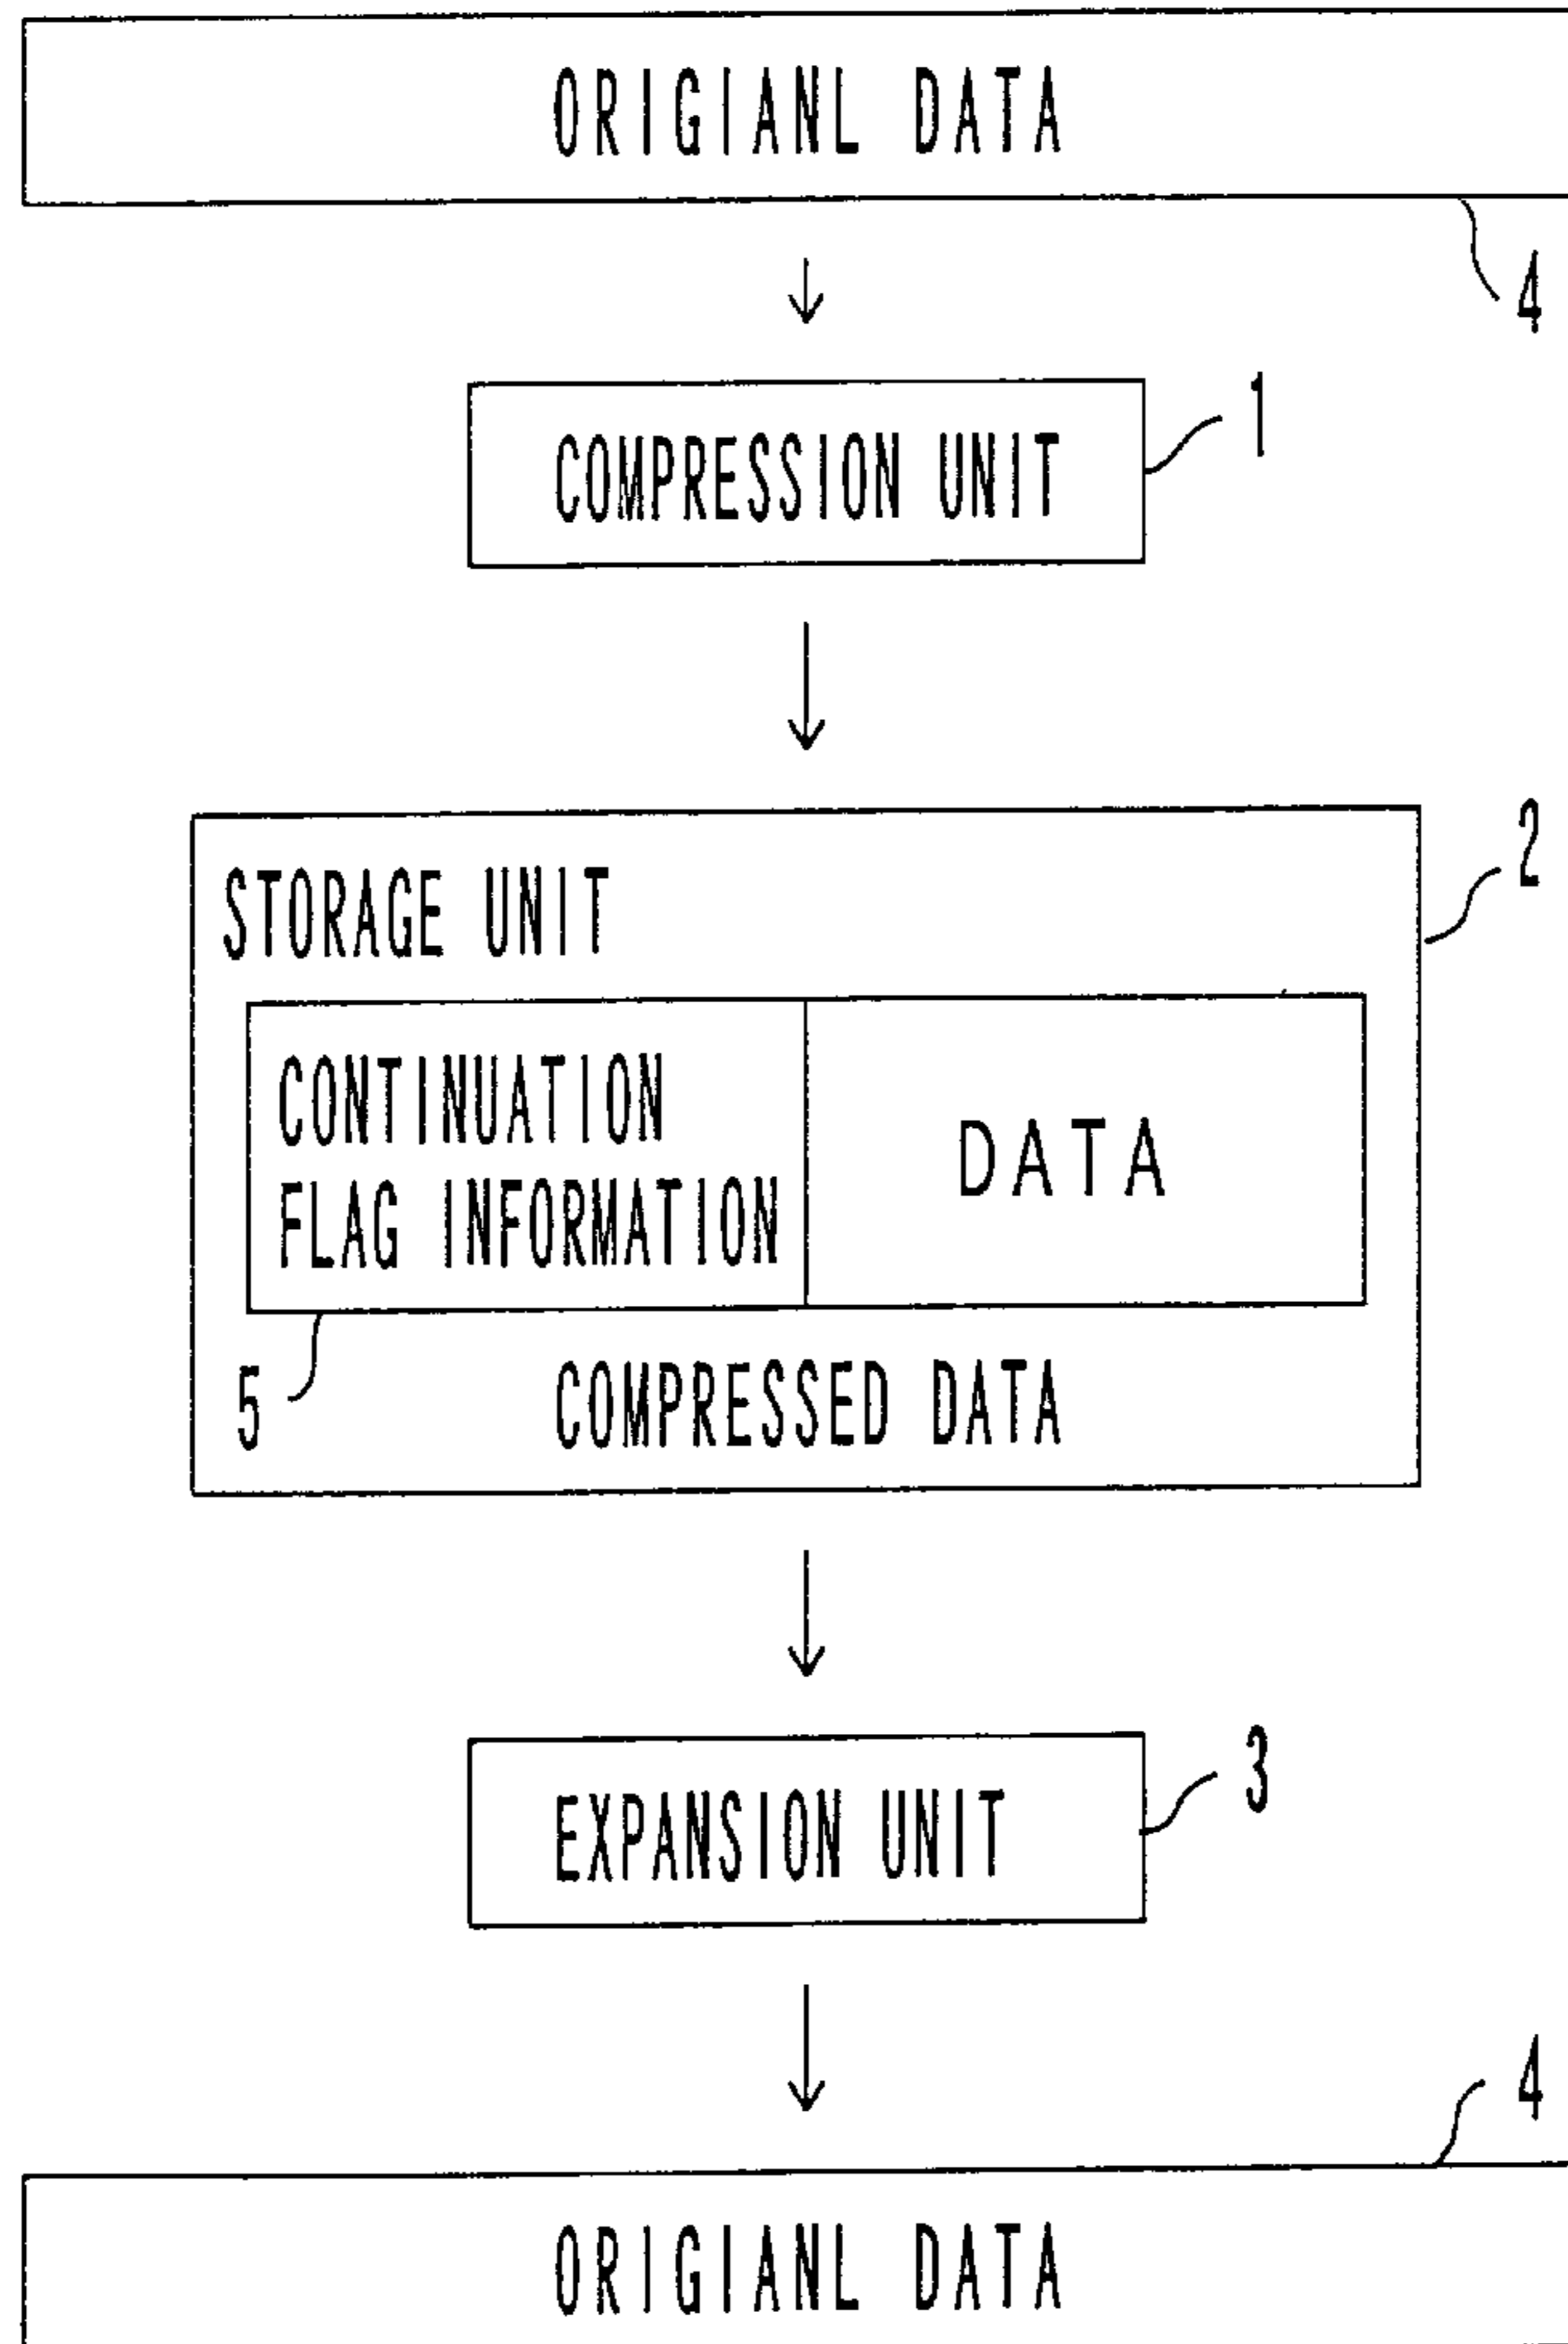 ORIGIANL DATA
4
COMPRESSION UNIT
1
STORAGE UNIT
2
CONTINUATION
FLAG INFORMATION
DATA
5
COMPRESSED DATA
EXPANSION UNIT
3
4
ORIGIANL DATA